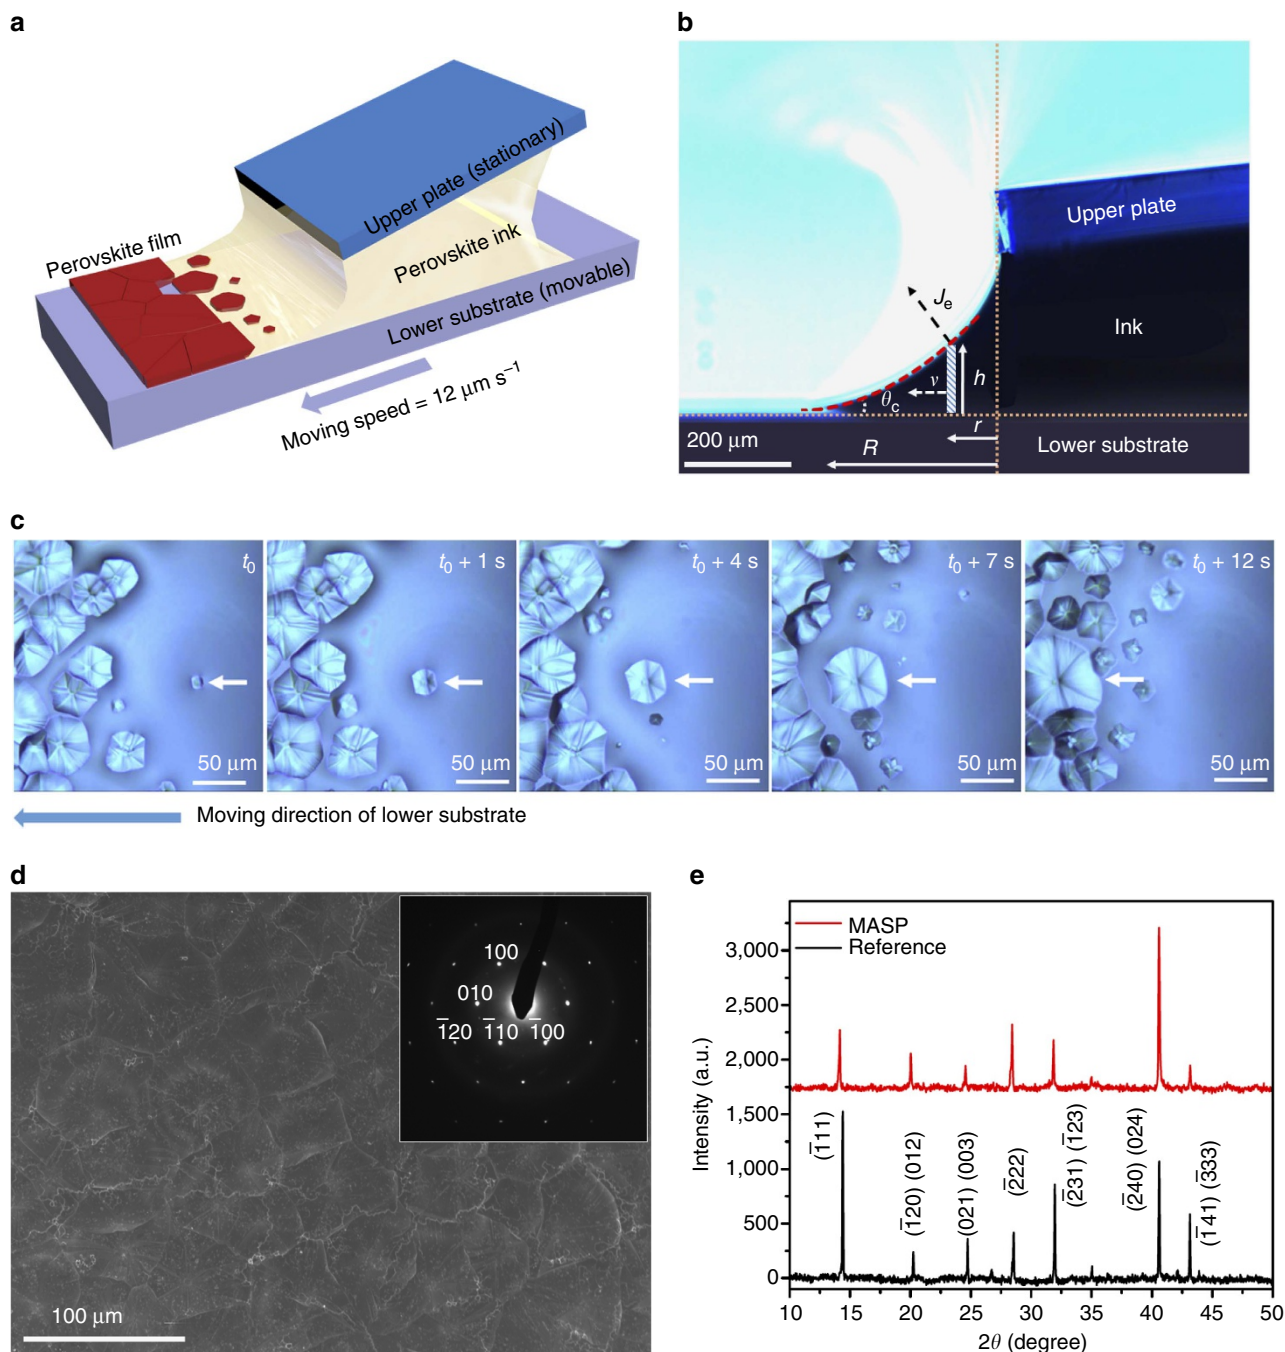 a
Upper plate (stationary)
Perovskite ink
Perovskite film
Lower substrate (movable)
Moving speed = 12 μm s⁻¹
b
Upper plate
Ink
Jₑ
h
v
θ_c
r
R
200 μm
Lower substrate
c
t₀
t₀ + 1 s
t₀ + 4 s
t₀ + 7 s
t₀ + 12 s
50 μm
50 μm
50 μm
50 μm
50 μm
Moving direction of lower substrate
d
100
010
1̅20 1̅10 1̅00
100 μm
e
MASP
Reference
Intensity (a.u.)
3,000
2,500
2,000
1,500
1,000
500
0
(1̅11)
(1̅20) (012)
(021) (003)
(2̅22)
(2̅31) (1̅23)
(2̅40) (024)
(1̅41) (3̅33)
10 15 20 25 30 35 40 45 50
2θ (degree)